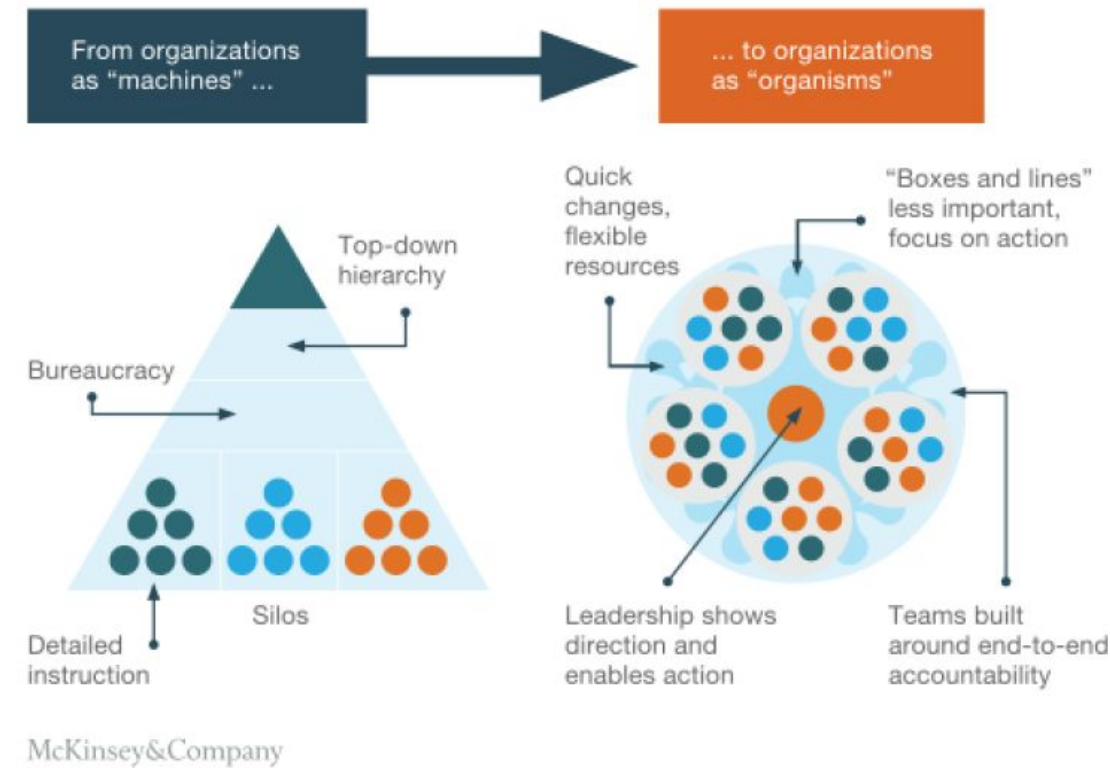 From organizations
as “machines” ...
... to organizations
as “organisms”
Top-down
hierarchy
Bureaucracy
Silos
Detailed
instruction
Quick
changes,
flexible
resources
“Boxes and lines”
less important,
focus on action
Leadership shows
direction and
enables action
Teams built
around end-to-end
accountability
McKinsey&Company